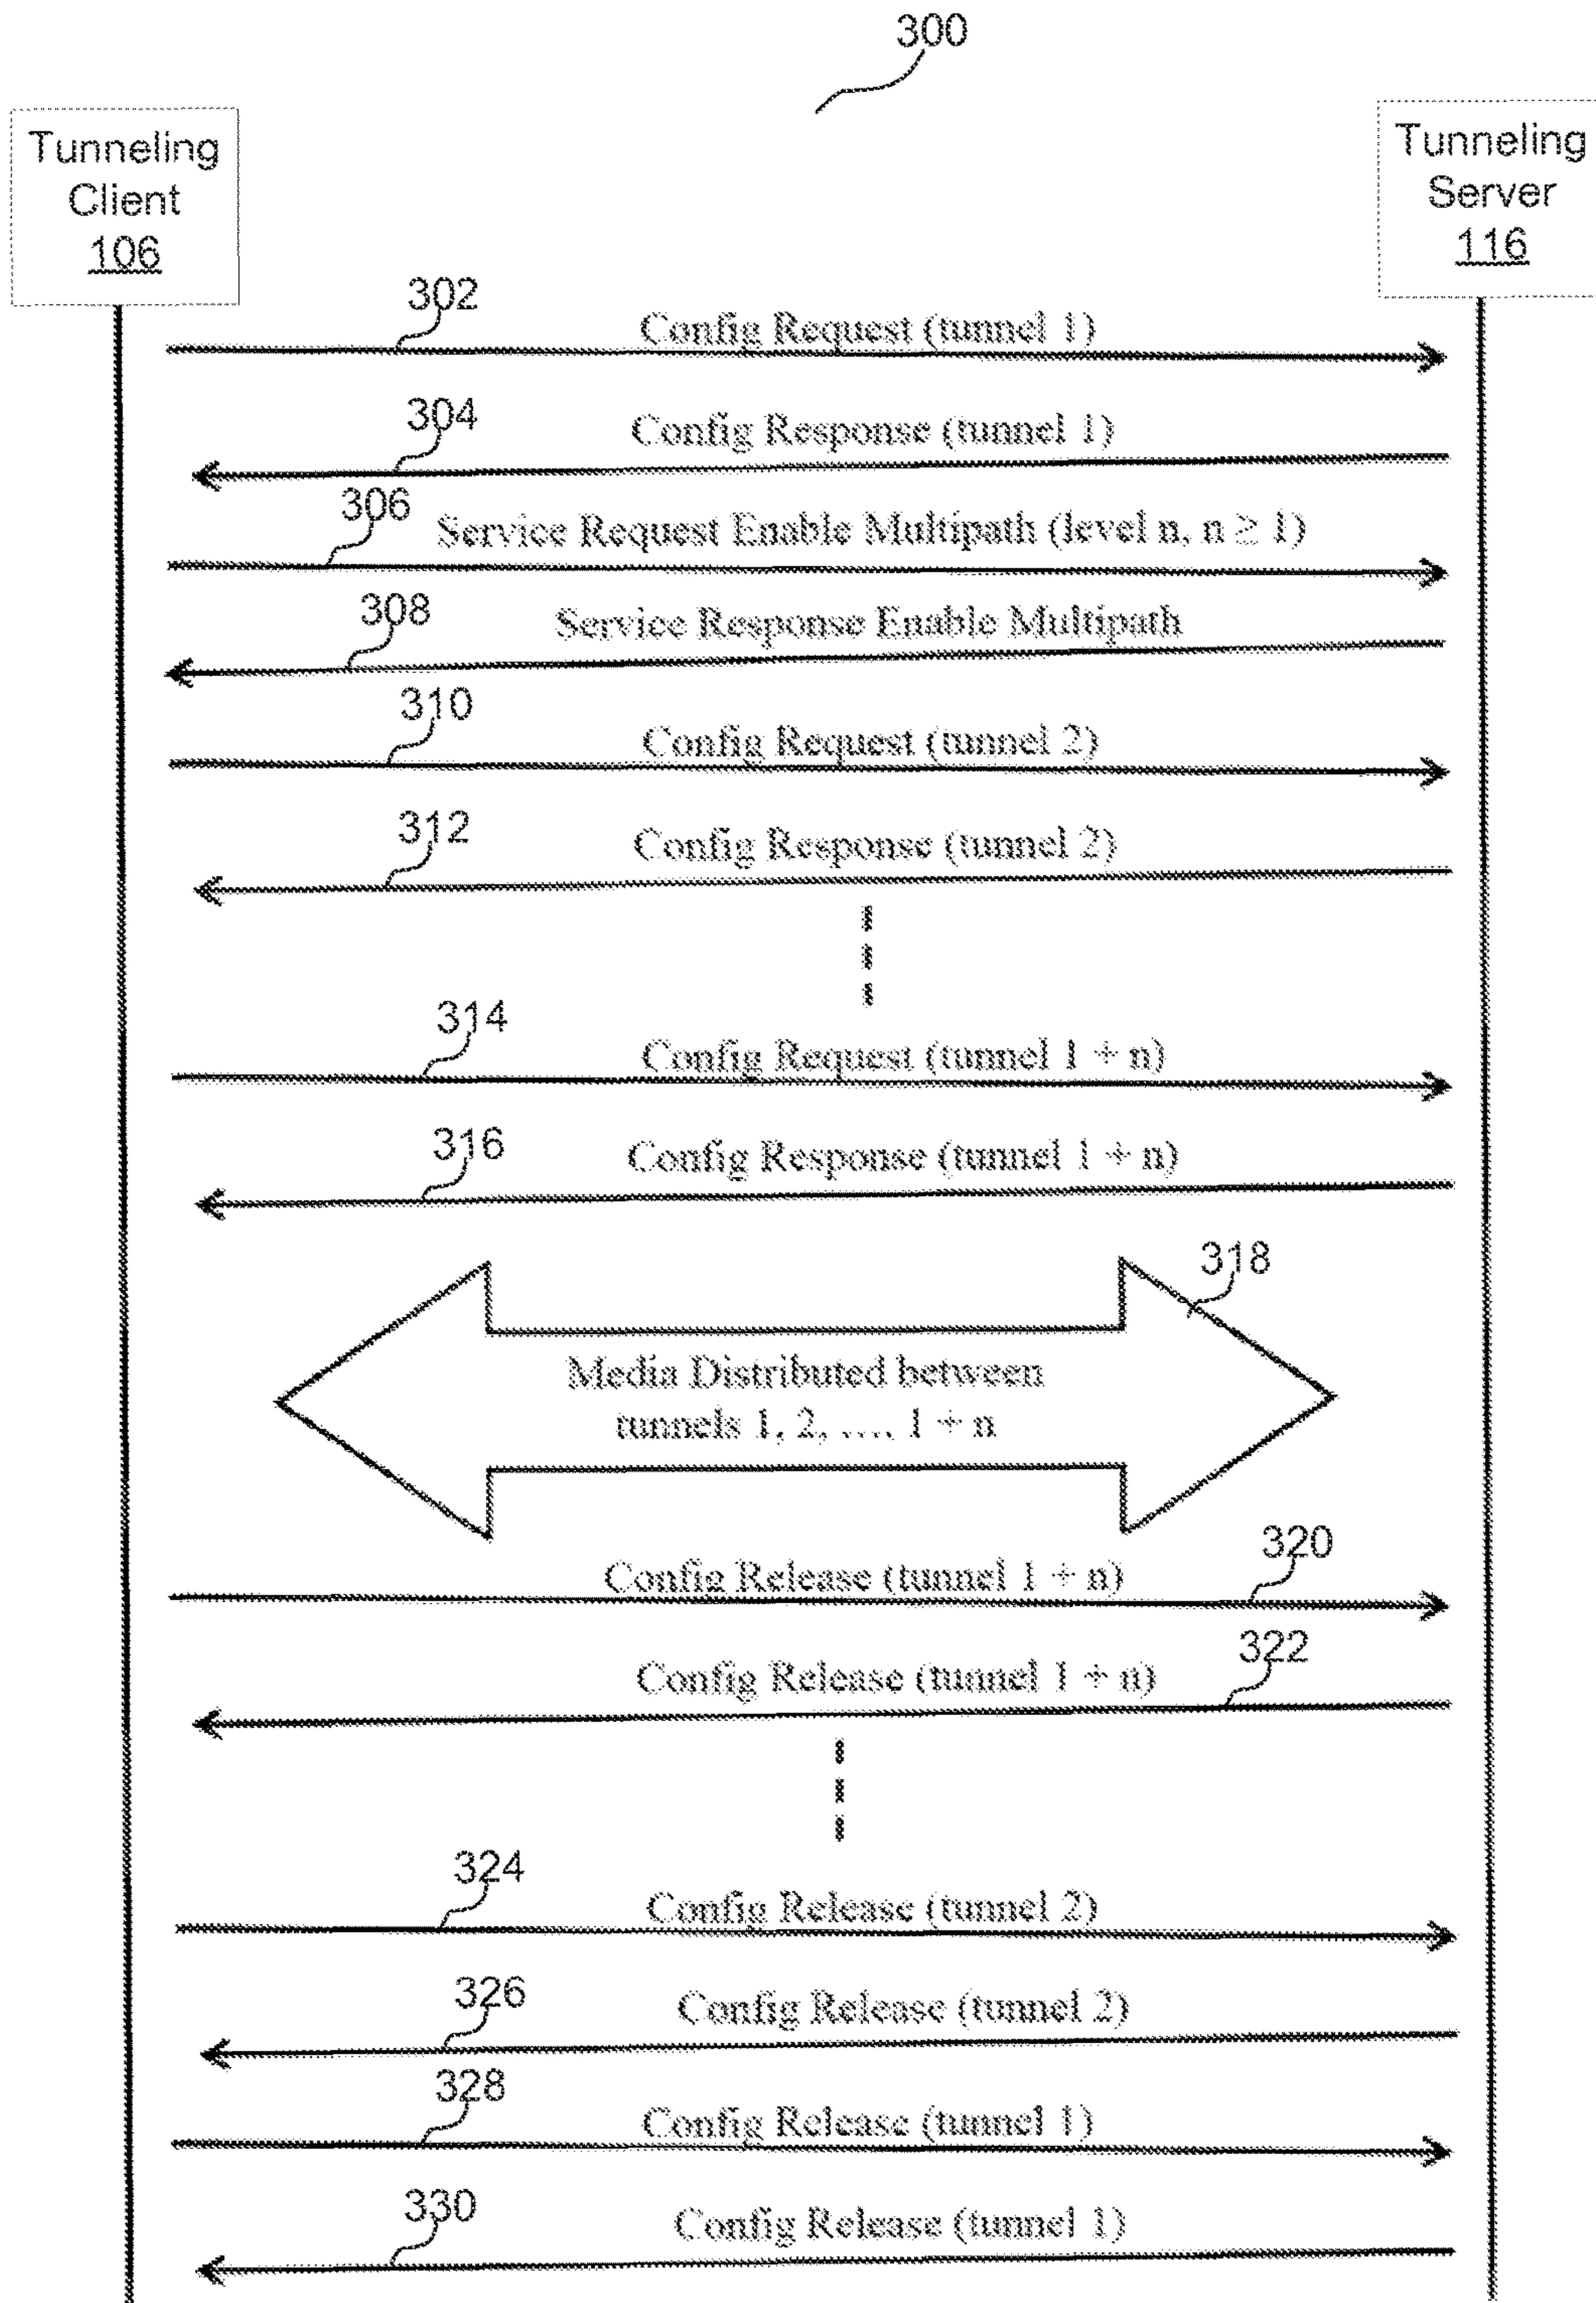 300
Tunneling
Client
106
Tunneling
Server
116
302
Config Request (tunnel 1)
304
Config Response (tunnel 1)
306
Service Request Enable Multipath (level n, n ≥ 1)
308
Service Response Enable Multipath
310
Config Request (tunnel 2)
312
Config Response (tunnel 2)
314
Config Request (tunnel 1 + n)
316
Config Response (tunnel 1 + n)
318
Media Distributed between
tunnels 1, 2, …, 1 + n
320
Config Release (tunnel 1 + n)
322
Config Release (tunnel 1 + n)
324
Config Release (tunnel 2)
326
Config Release (tunnel 2)
328
Config Release (tunnel 1)
330
Config Release (tunnel 1)